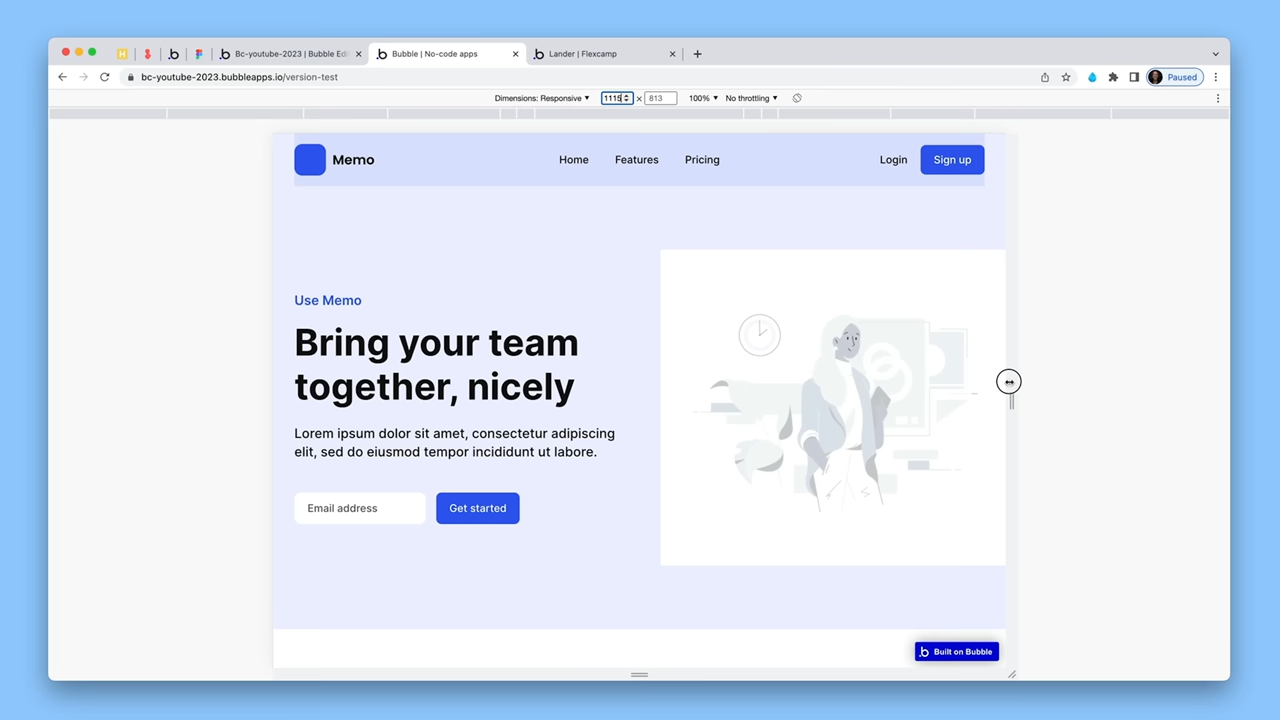 Bc-youtube-2023 | Bubble Edi
Bubble | No-code apps
Lander | Flexcamp
bc-youtube-2023.bubbleapps.io/version-test
Paused
Dimensions: Responsive
1115 × 813
100%
No throttling
Memo
Home
Features
Pricing
Login
Sign up
Use Memo
Bring your team
together, nicely
Lorem ipsum dolor sit amet, consectetur adipiscing
elit, sed do eiusmod tempor incididunt ut labore.
Email address
Get started
Built on Bubble